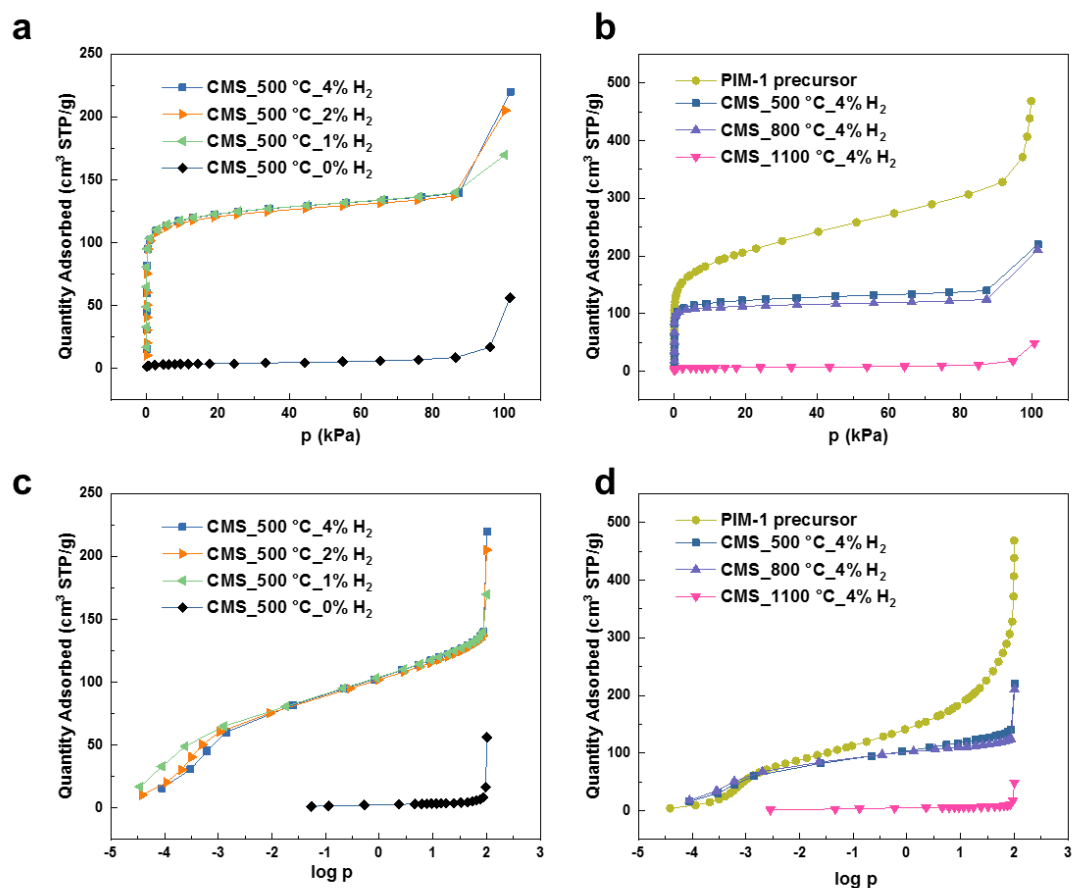 a
250
200
150
100
50
0
Quantity Adsorbed (cm³ STP/g)
CMS_500 °C_4% H₂
CMS_500 °C_2% H₂
CMS_500 °C_1% H₂
CMS_500 °C_0% H₂
0 20 40 60 80 100
p (kPa)
b
500
400
300
200
100
0
Quantity Adsorbed (cm³ STP/g)
PIM-1 precursor
CMS_500 °C_4% H₂
CMS_800 °C_4% H₂
CMS_1100 °C_4% H₂
0 20 40 60 80 100
p (kPa)
c
250
200
150
100
50
0
Quantity Adsorbed (cm³ STP/g)
CMS_500 °C_4% H₂
CMS_500 °C_2% H₂
CMS_500 °C_1% H₂
CMS_500 °C_0% H₂
-5 -4 -3 -2 -1 0 1 2 3
log p
d
500
400
300
200
100
0
Quantity Adsorbed (cm³ STP/g)
PIM-1 precursor
CMS_500 °C_4% H₂
CMS_800 °C_4% H₂
CMS_1100 °C_4% H₂
-5 -4 -3 -2 -1 0 1 2 3
log p